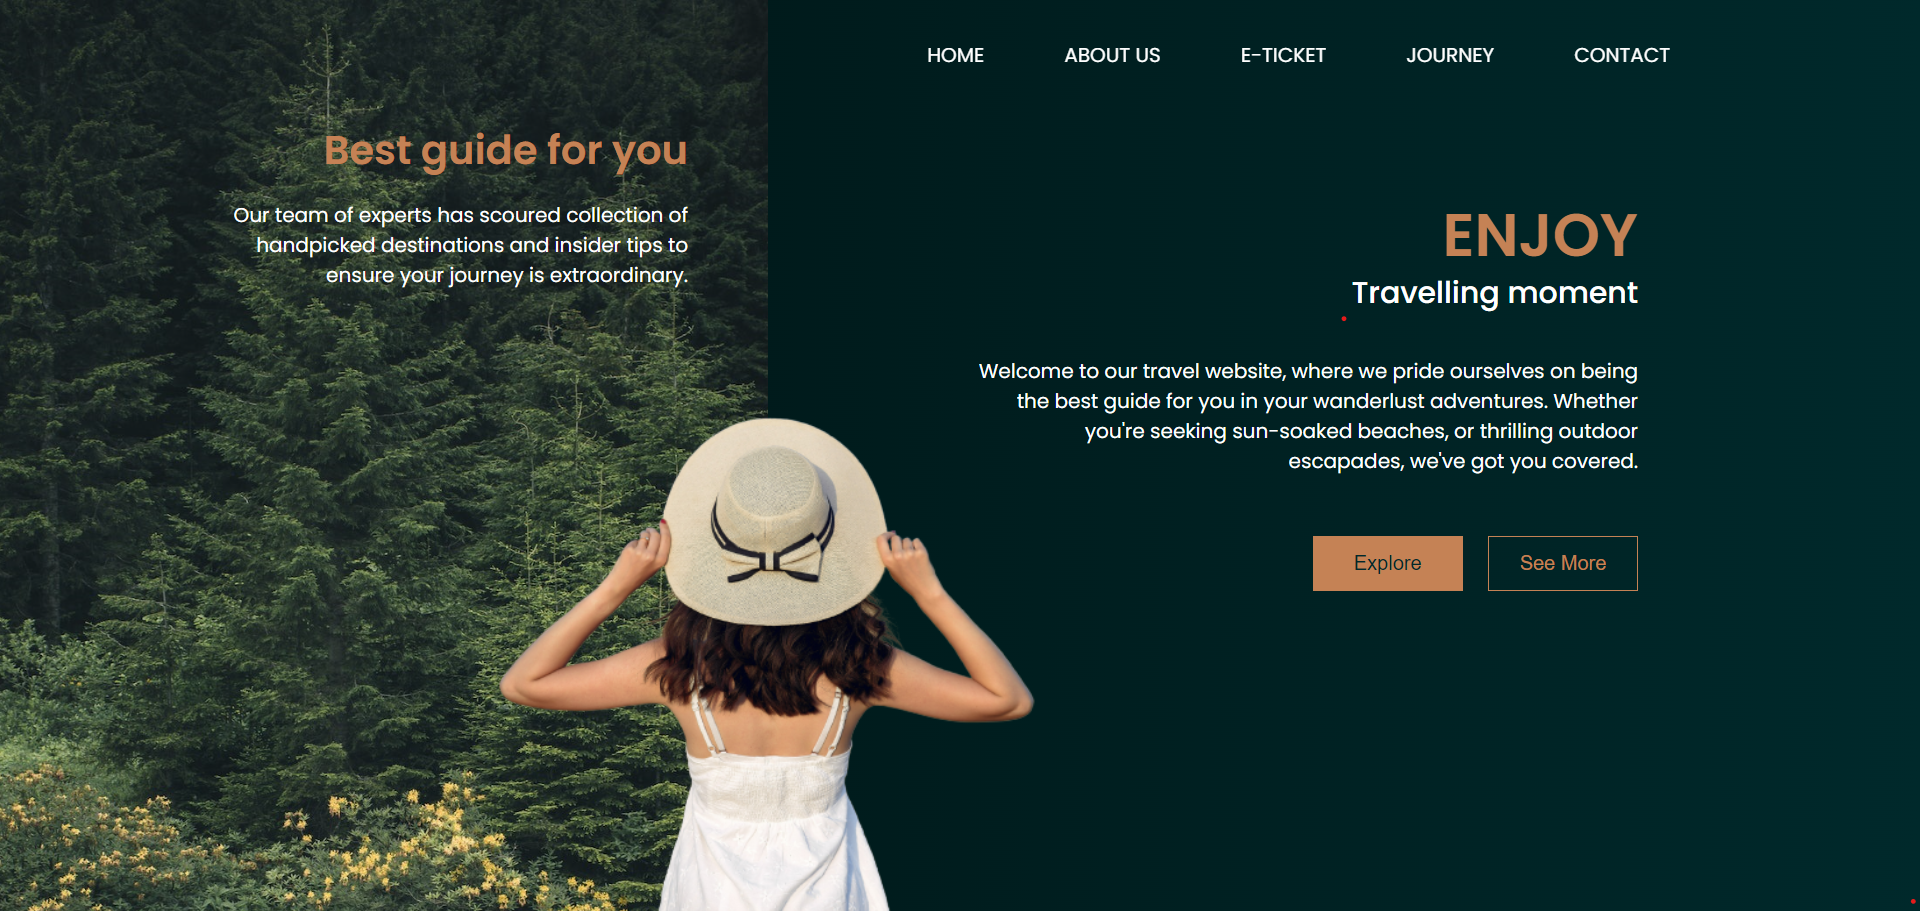 HOME ABOUT US E-TICKET JOURNEY CONTACT
Best guide for you
Our team of experts has scoured collection of
handpicked destinations and insider tips to
ensure your journey is extraordinary.
ENJOY
Travelling moment
Welcome to our travel website, where we pride ourselves on being
the best guide for you in your wanderlust adventures. Whether
you're seeking sun-soaked beaches, or thrilling outdoor
escapades, we've got you covered.
Explore See More